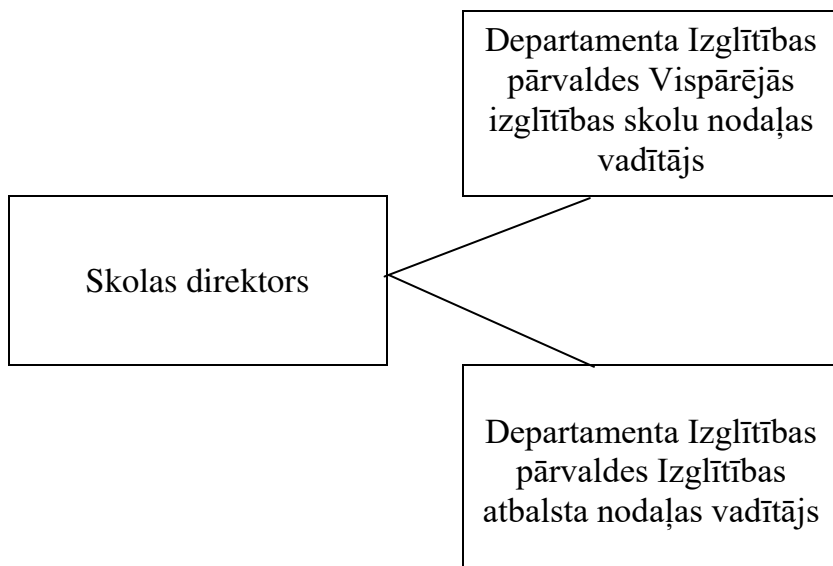 Departamenta Izglītības
pārvaldes Vispārējās
izglītības skolu nodaļas
vadītājs
Skolas direktors
Departamenta Izglītības
pārvaldes Izglītības
atbalsta nodaļas vadītājs